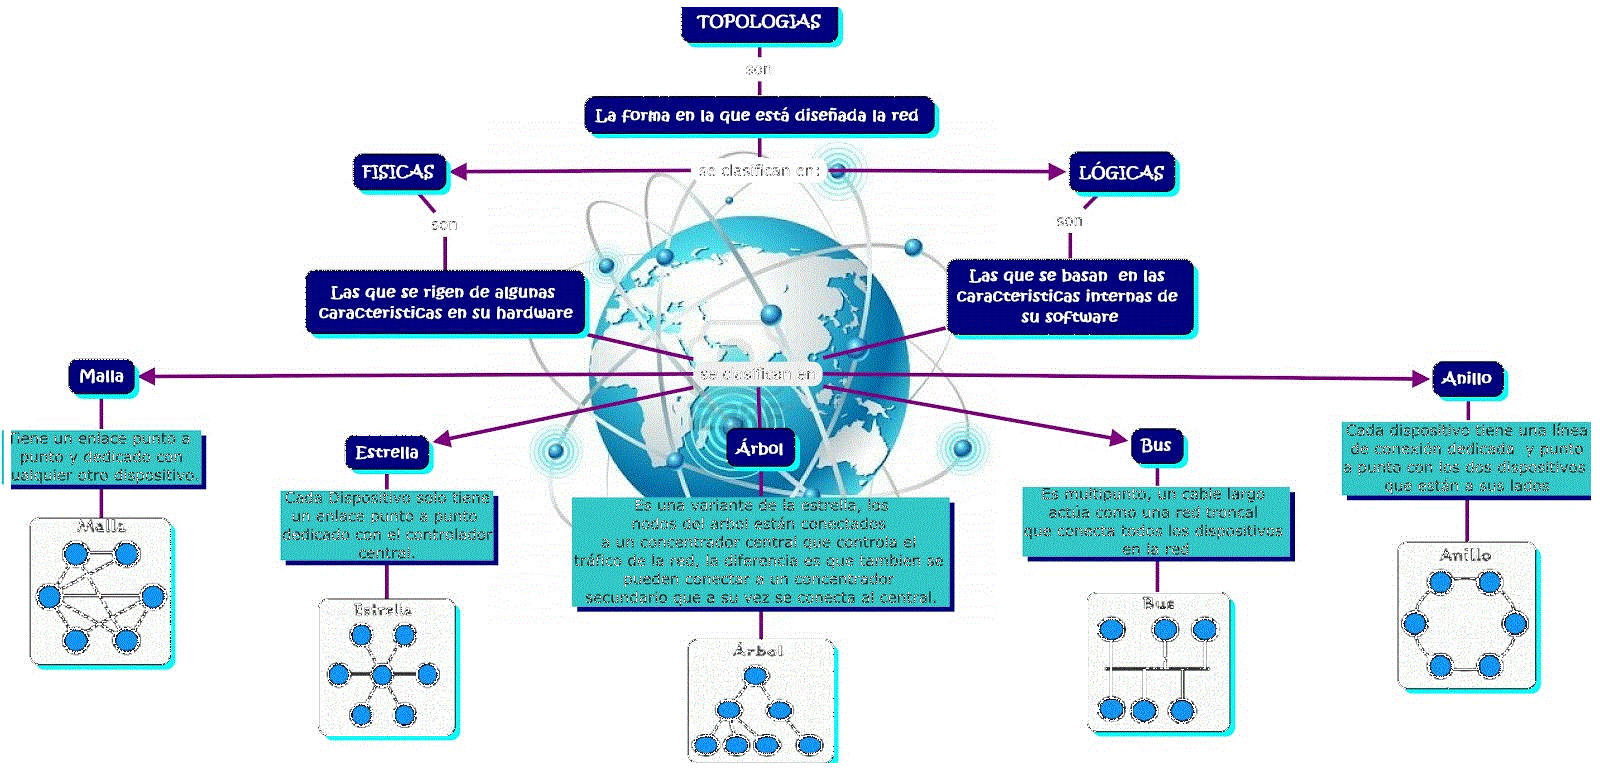 TOPOLOGIAS
son
La forma en la que está diseñada la red
se clasifican en:
FISICAS
LÓGICAS
son
son
Las que se rigen de algunas
caracteristicas en su hardware
Las que se basan en las
caracteristicas internas de
su software
se clasifican en
Malla
Tiene un enlace punto a
punto y dedicado con
ualquier otro dispositivo
Malla
Estrella
Cada Dispositivo solo tiene
un enlace punto a punto
dedicado con el controlador
central.
Estrella
Árbol
Es una variante de la estrella, los
nodos del arbol están conectados
a un concentrador central que controla el
tráfico de la red, la diferencia es que también se
pueden conectar a un concentrador
secundario que a su vez se conecta al central.
Árbol
Bus
Es multipunto, un cable largo
actúa como una red troncal
que conecta todos los dispositivos
en la red
Bus
Anillo
Cada dispositivo tiene una línea
de conexión dedicada y punto
a punto con los dos dispositivos
que están a sus lados
Anillo